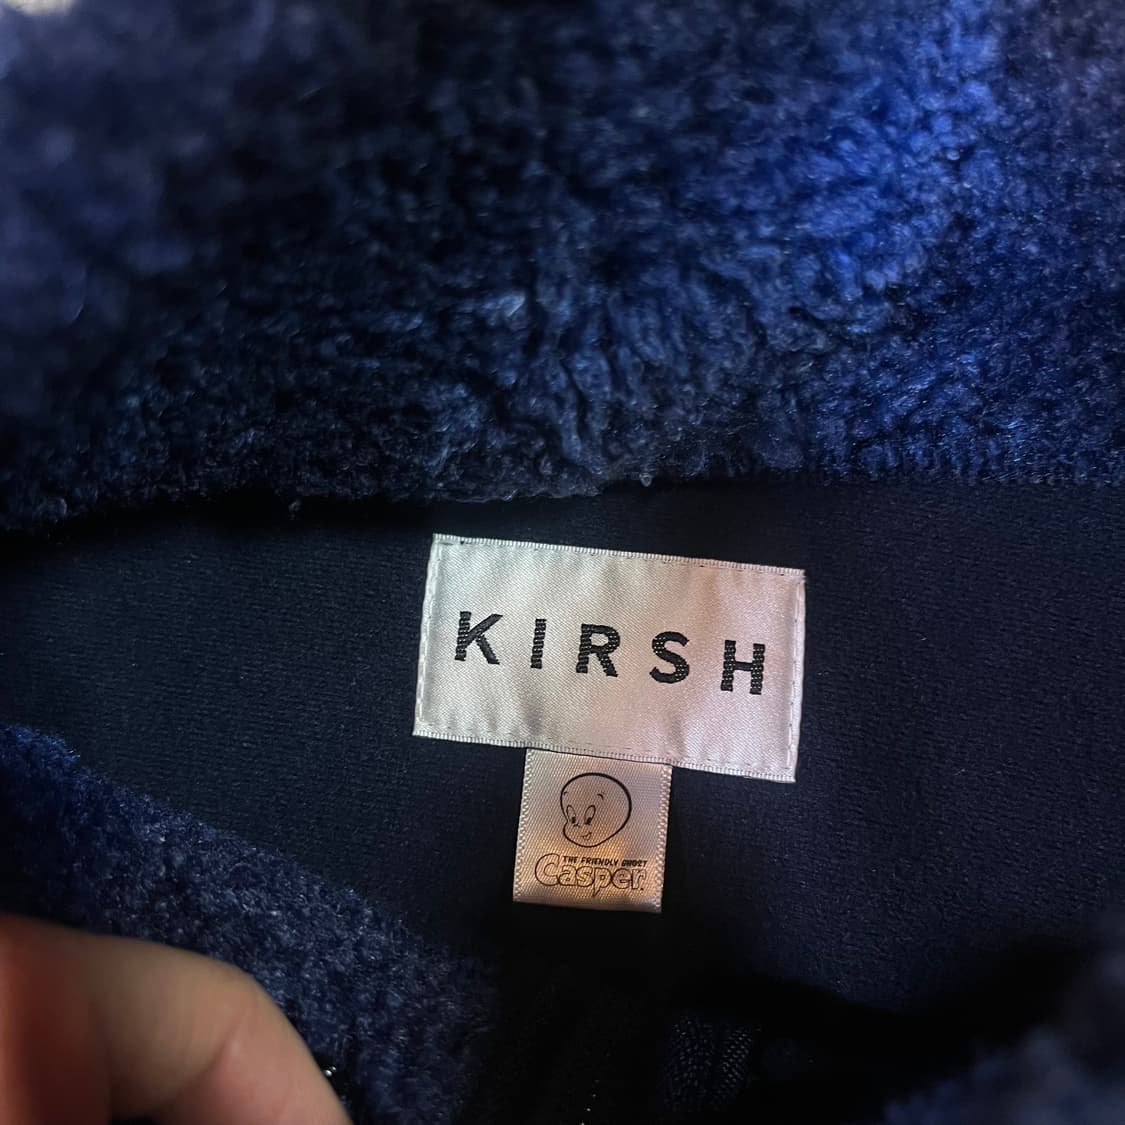 KIRSH
THE FRIENDLY GHOST
Casper